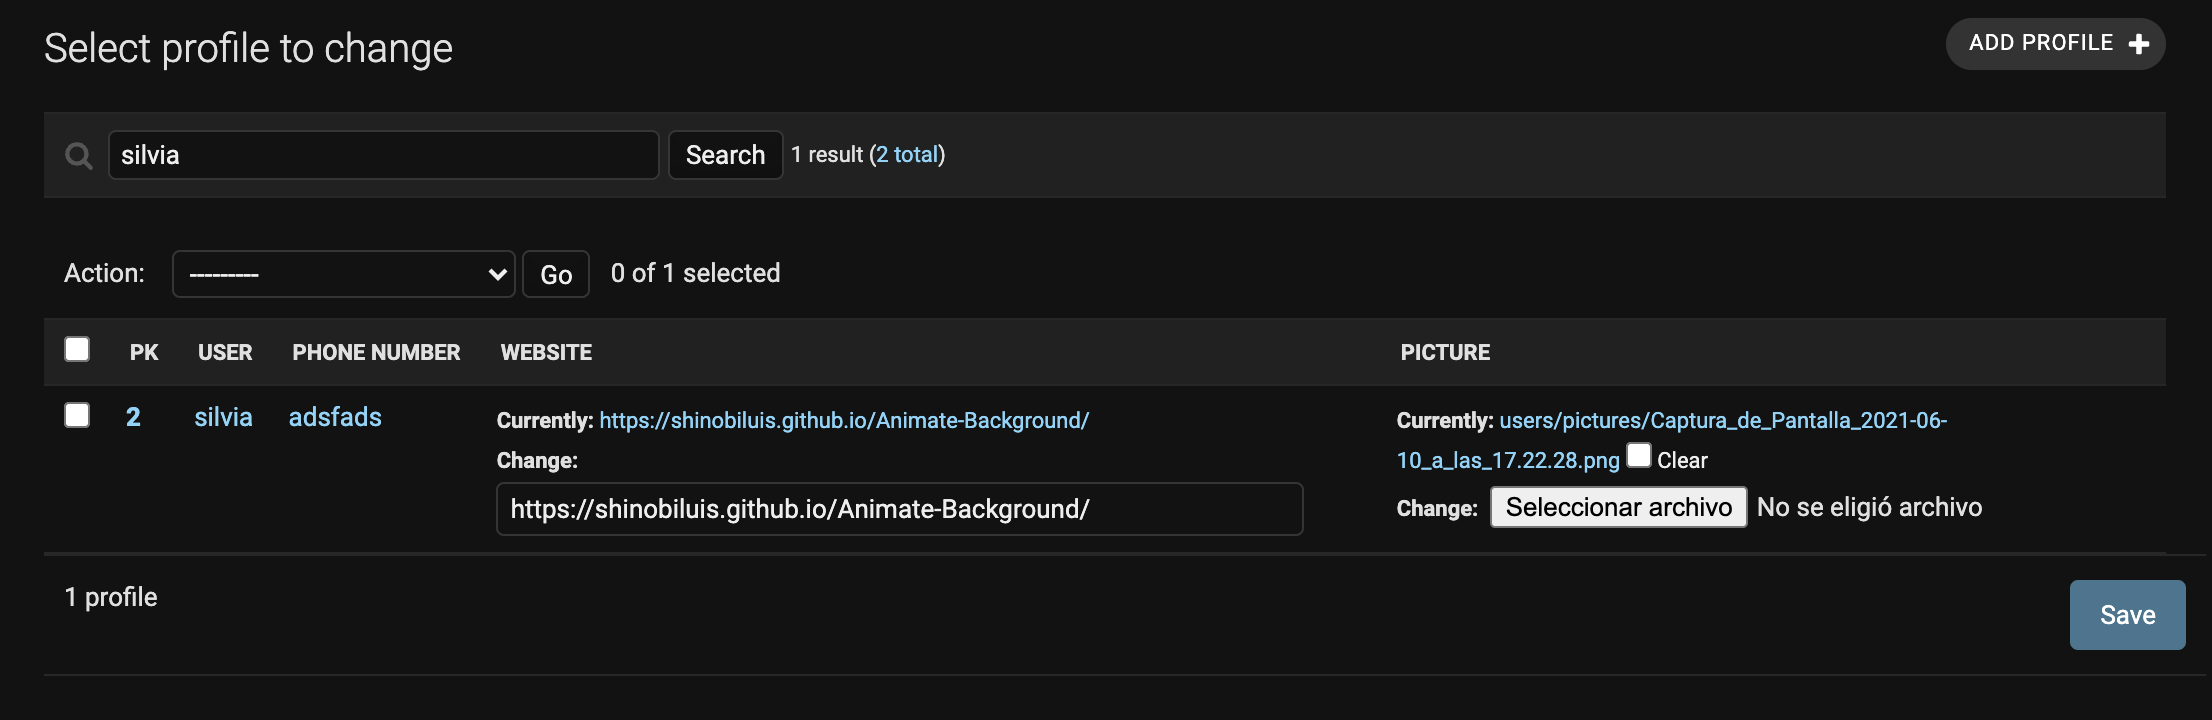 Select profile to change
ADD PROFILE
silvia
Search
1 result (2 total)
Action:
---------
Go
0 of 1 selected
PK USER PHONE NUMBER WEBSITE PICTURE
2 silvia adsfads
Currently: https://shinobiluis.github.io/Animate-Background/
Change:
https://shinobiluis.github.io/Animate-Background/
Currently: users/pictures/Captura_de_Pantalla_2021-06-
10_a_las_17.22.28.png Clear
Change: Seleccionar archivo No se eligió archivo
1 profile
Save